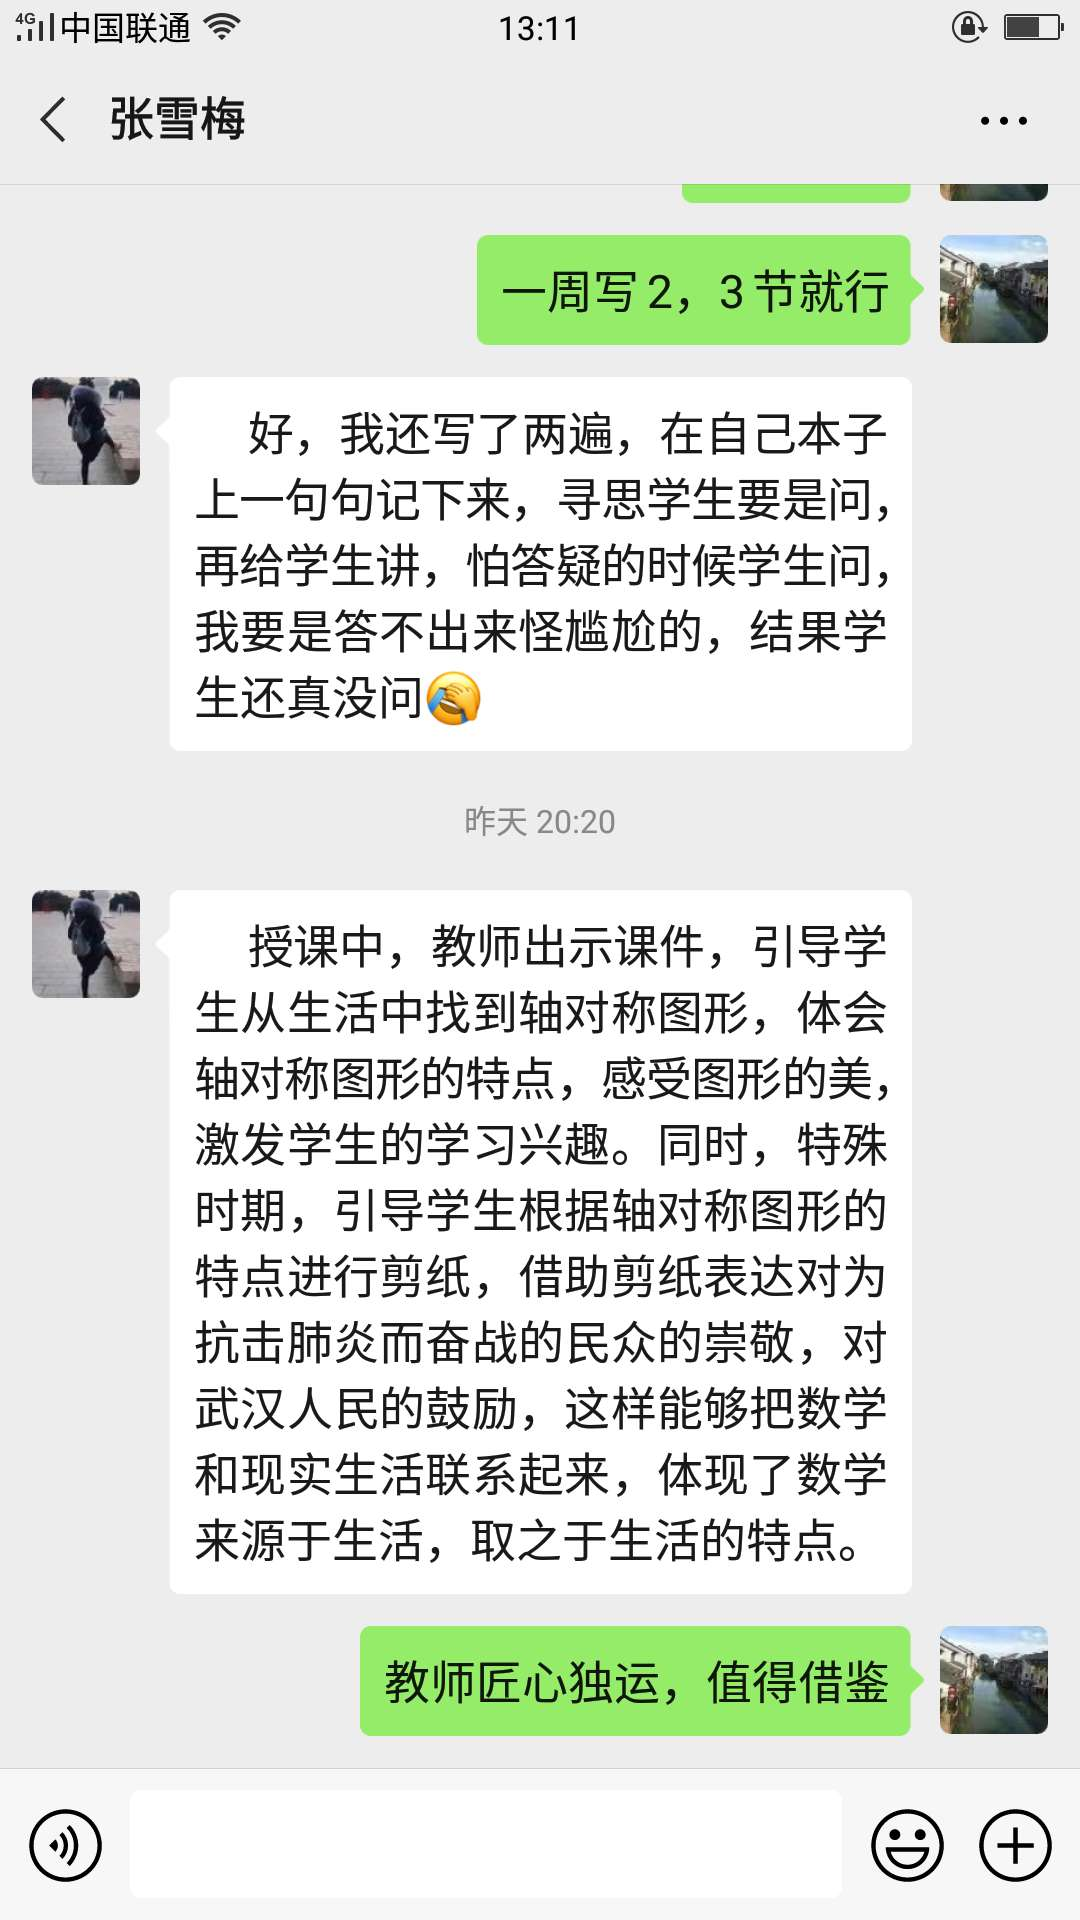 4G 中国联通 13:11
张雪梅
一周写2，3节就行
好，我还写了两遍，在自己本子
上一句句记下来，寻思学生要是问，
再给学生讲，怕答疑的时候学生问，
我要是答不出来怪尴尬的，结果学
生还真没问
昨天 20:20
授课中，教师出示课件，引导学
生从生活中找到轴对称图形，体会
轴对称图形的特点，感受图形的美，
激发学生的学习兴趣。同时，特殊
时期，引导学生根据轴对称图形的
特点进行剪纸，借助剪纸表达对为
抗击肺炎而奋战的民众的崇敬，对
武汉人民的鼓励，这样能够把数学
和现实生活联系起来，体现了数学
来源于生活，取之于生活的特点。
教师匠心独运，值得借鉴